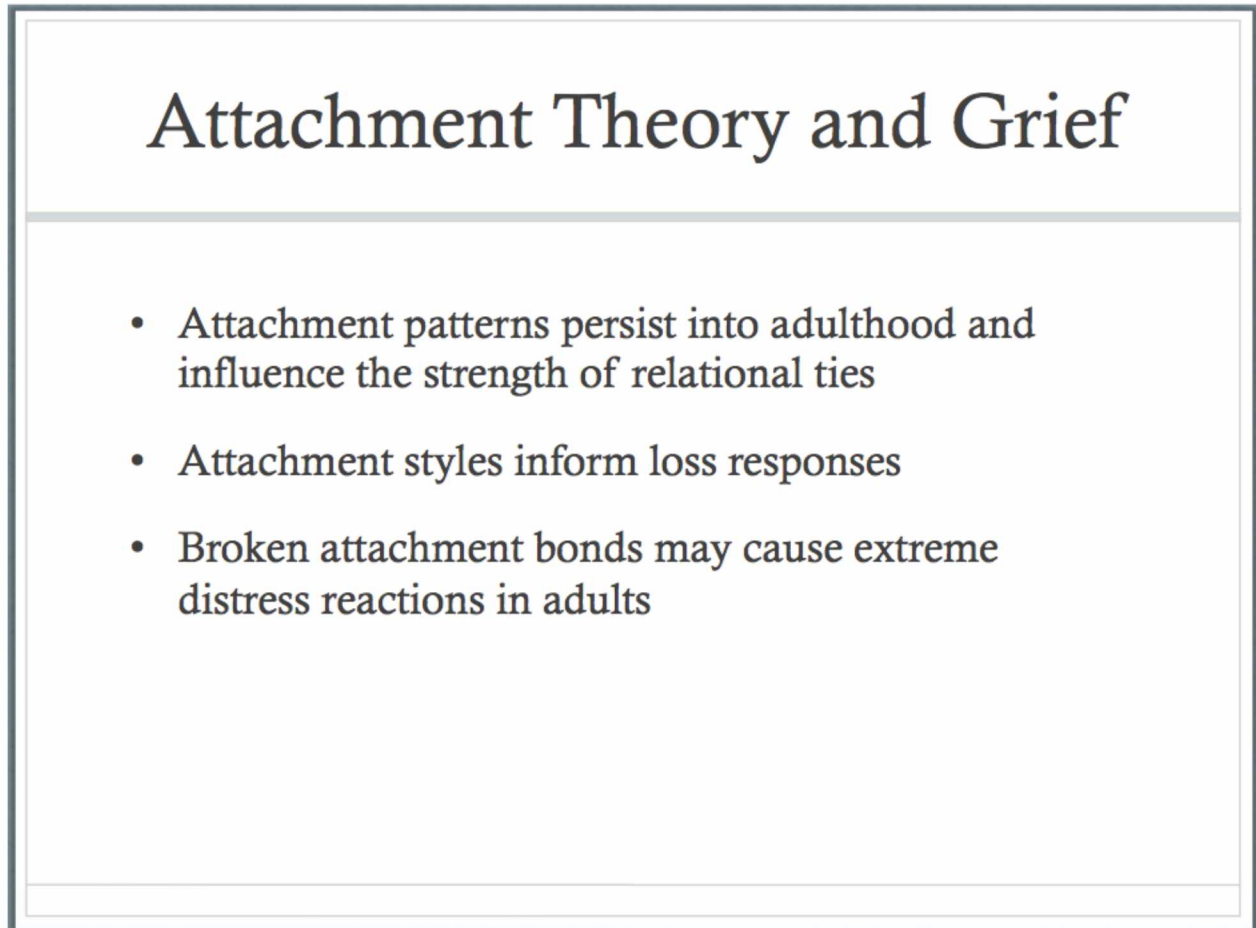 Attachment Theory and Grief
• Attachment patterns persist into adulthood and
influence the strength of relational ties
• Attachment styles inform loss responses
• Broken attachment bonds may cause extreme
distress reactions in adults